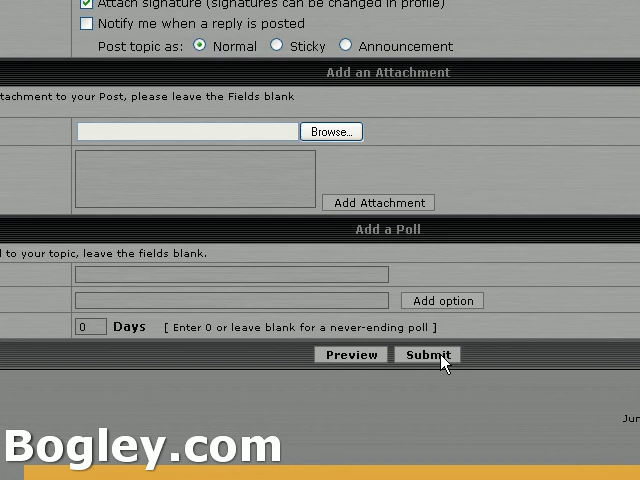 Attach signature (signatures can be changed in profile)
Notify me when a reply is posted
Post topic as: Normal Sticky Announcement
Add an Attachment
tachment to your Post, please leave the Fields blank
Browse...
Add Attachment
Add a Poll
l to your topic, leave the fields blank.
Add option
0 Days [ Enter 0 or leave blank for a never-ending poll ]
Preview Submit
Jun
Bogley.com